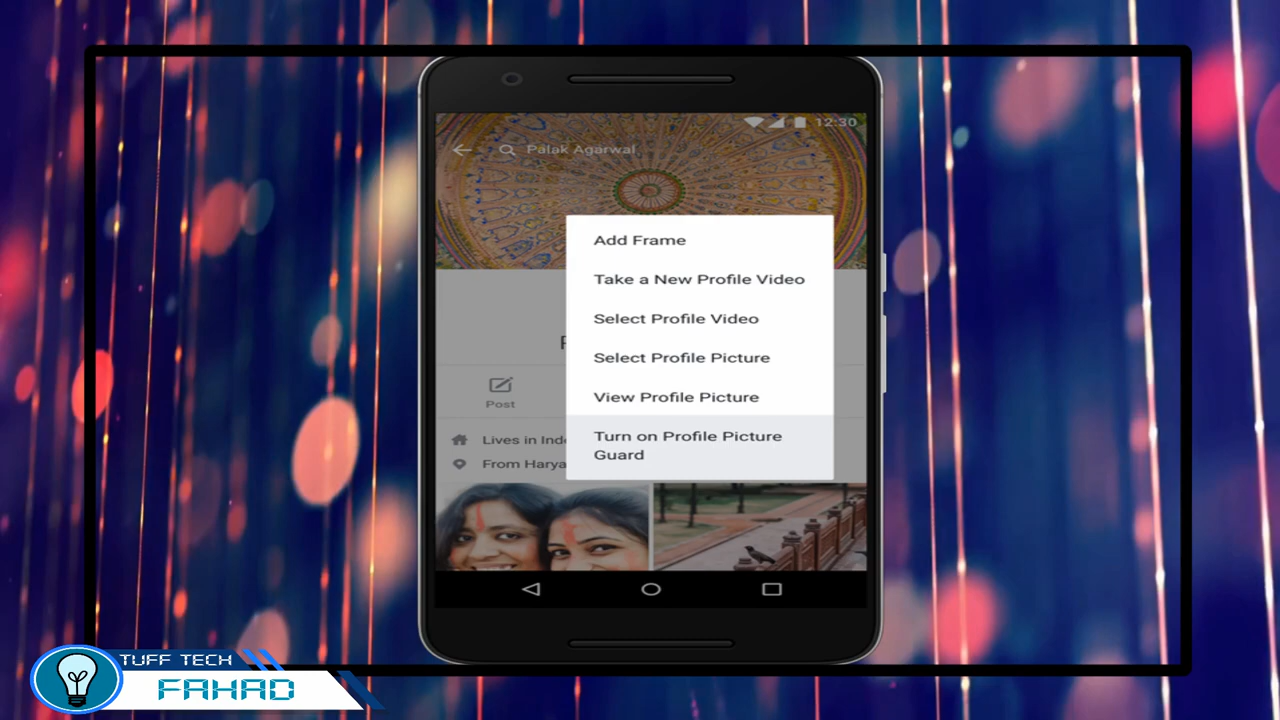 12:30
Palak Agarwal
Add Frame
Take a New Profile Video
Select Profile Video
Select Profile Picture
View Profile Picture
Turn on Profile Picture
Guard
P
Post
Lives in Indo
From Harya
TUFF TECH
FAHAD